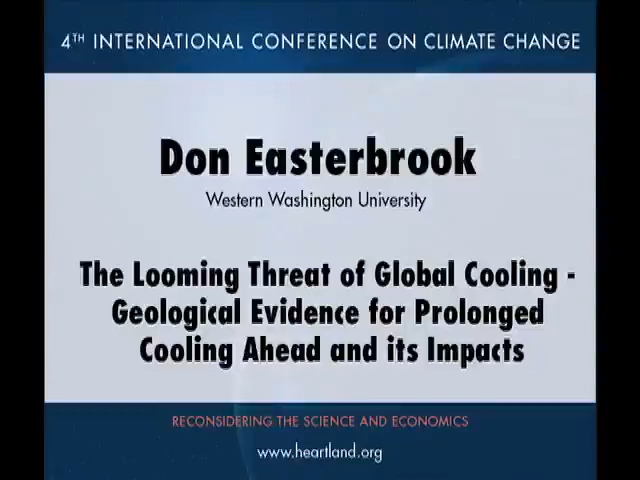 4TH INTERNATIONAL CONFERENCE ON CLIMATE CHANGE
Don Easterbrook
Western Washington University
The Looming Threat of Global Cooling -
Geological Evidence for Prolonged
Cooling Ahead and its Impacts
RECONSIDERING THE SCIENCE AND ECONOMICS
www.heartland.org